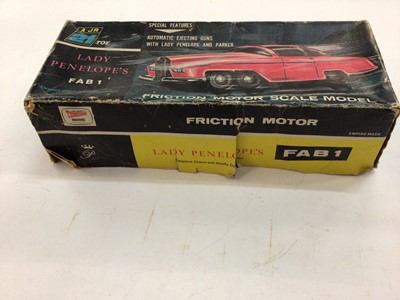 A JR
21
TOY
SPECIAL FEATURES
AUTOMATIC EJECTING GUNS
WITH LADY PENELOPE AND PARKER
LADY
PENELOPE'S
FAB 1
FRICTION MOTOR SCALE MODEL
FRICTION MOTOR
EMPIRE MADE
LADY PENELOPE'S
FAB 1